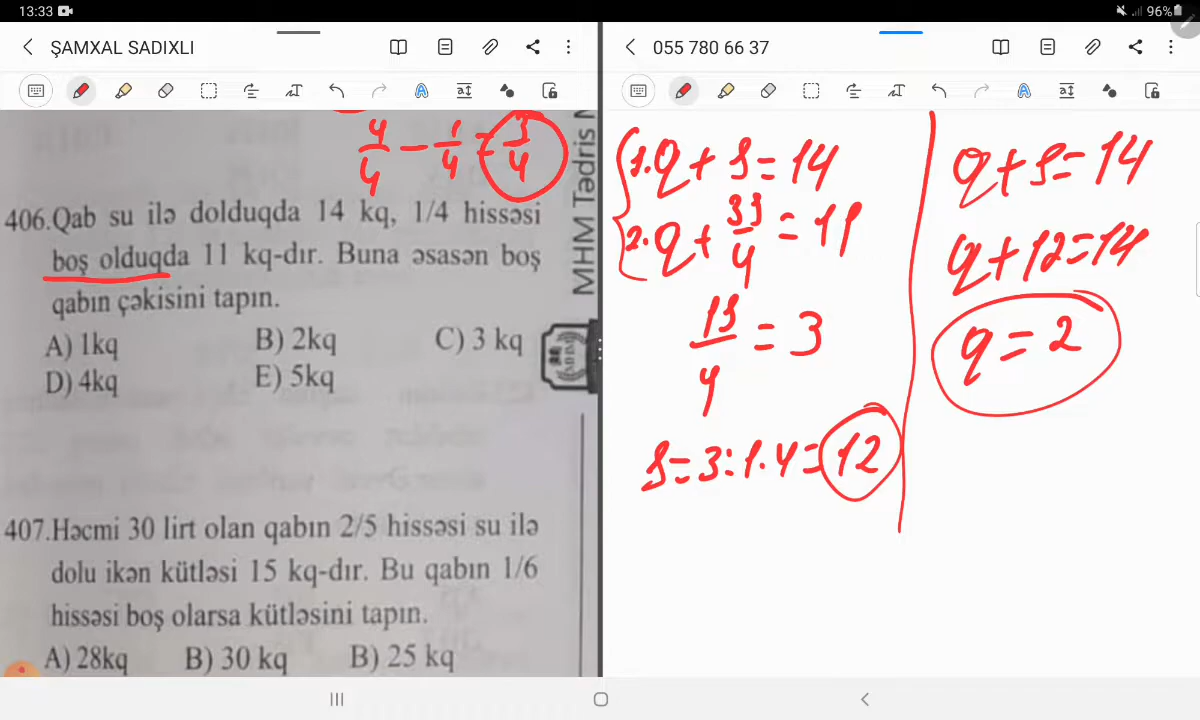 13:33
96%
ŞAMXAL SADIXLI
4/4 - 1/4 = 3/4
406.Qab su ilə dolduqda 14 kq, 1/4 hissəsi
boş olduqda 11 kq-dır. Buna əsasən boş
qabın çəkisini tapın.
A) 1kq B) 2kq C) 3 kq
D) 4kq E) 5kq
MHM Tədris
407.Həcmi 30 lirt olan qabın 2/5 hissəsi su ilə
dolu ikən kütləsi 15 kq-dır. Bu qabın 1/6
hissəsi boş olarsa kütləsini tapın.
A) 28kq B) 30 kq B) 25 kq
055 780 66 37
1. Q + S = 14
2. Q + 3S/4 = 11
1S/4 = 3
S = 3 : 1 . 4 = 12
Q + S = 14
Q + 12 = 14
Q = 2